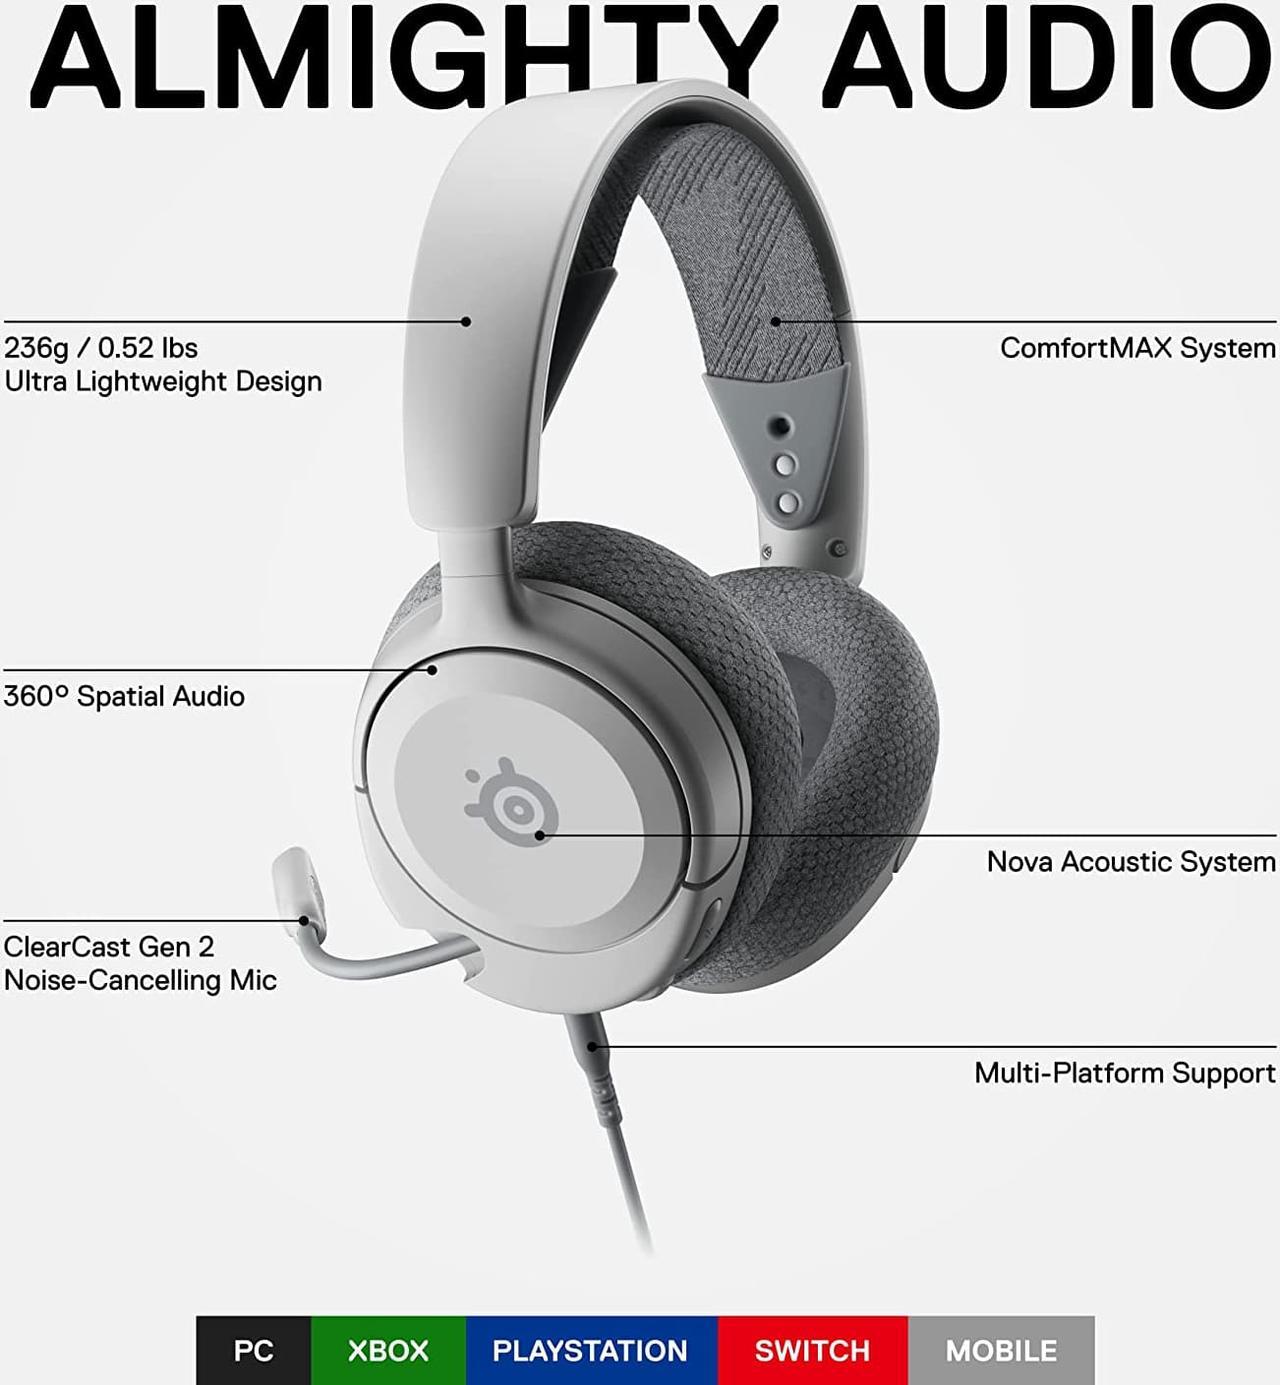 ALMIGHTY AUDIO
236g / 0.52 lbs
Ultra Lightweight Design
ComfortMAX System
360° Spatial Audio
Nova Acoustic System
ClearCast Gen 2
Noise-Cancelling Mic
Multi-Platform Support
PC
XBOX
PLAYSTATION
SWITCH
MOBILE